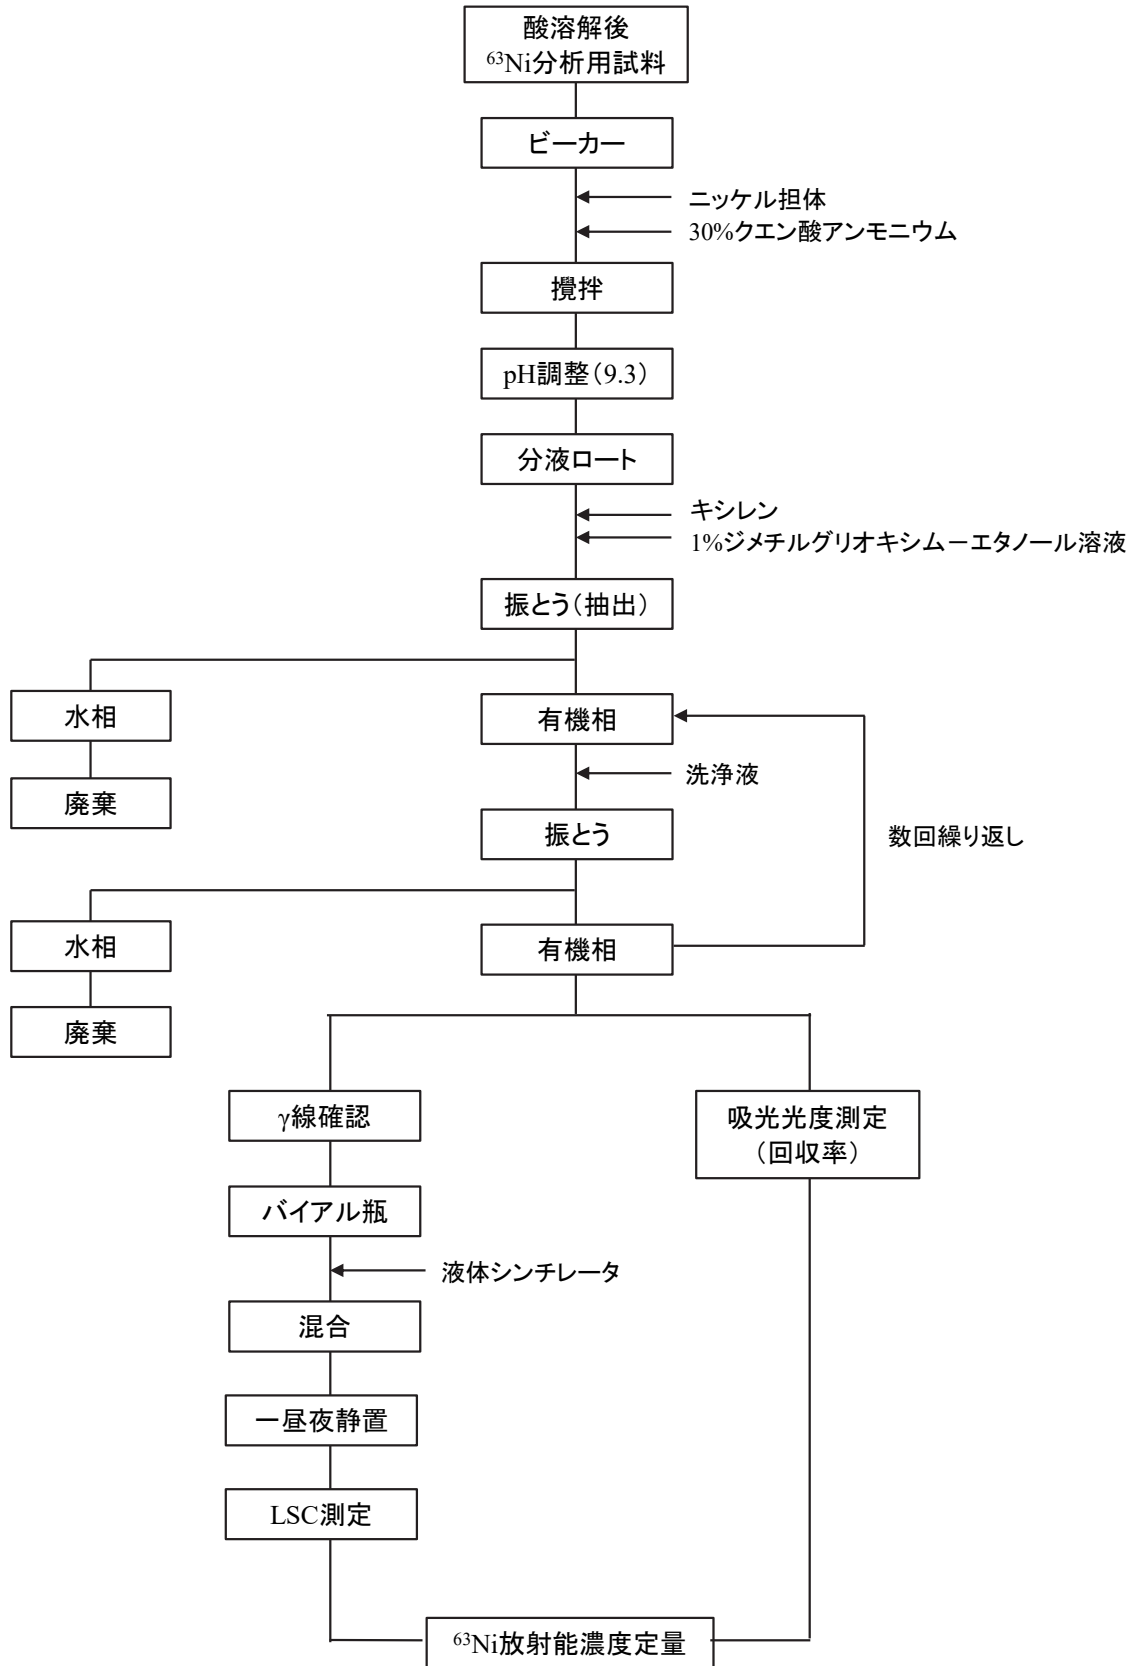 酸溶解後
⁶³Ni分析用試料
ビーカー
ニッケル担体
30%クエン酸アンモニウム
攪拌
pH調整（9.3）
分液ロート
キシレン
1%ジメチルグリオキシム－エタノール溶液
振とう（抽出）
水相
有機相
洗浄液
廃棄
振とう
数回繰り返し
水相
有機相
廃棄
γ線確認
吸光光度測定
（回収率）
バイアル瓶
液体シンチレータ
混合
一昼夜静置
LSC測定
⁶³Ni放射能濃度定量